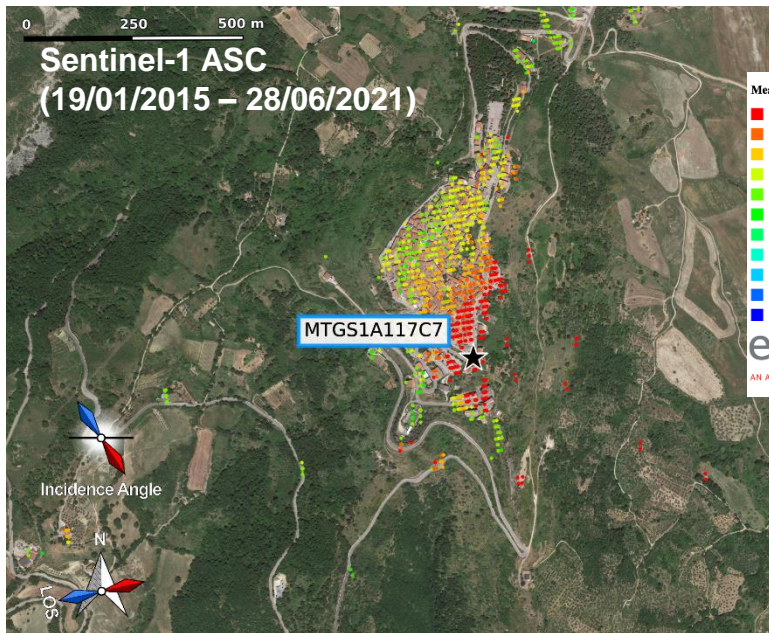 0 250 500 m
Sentinel-1 ASC
(19/01/2015 – 28/06/2021)
MTGS1A117C7
Incidence Angle
N
LOS